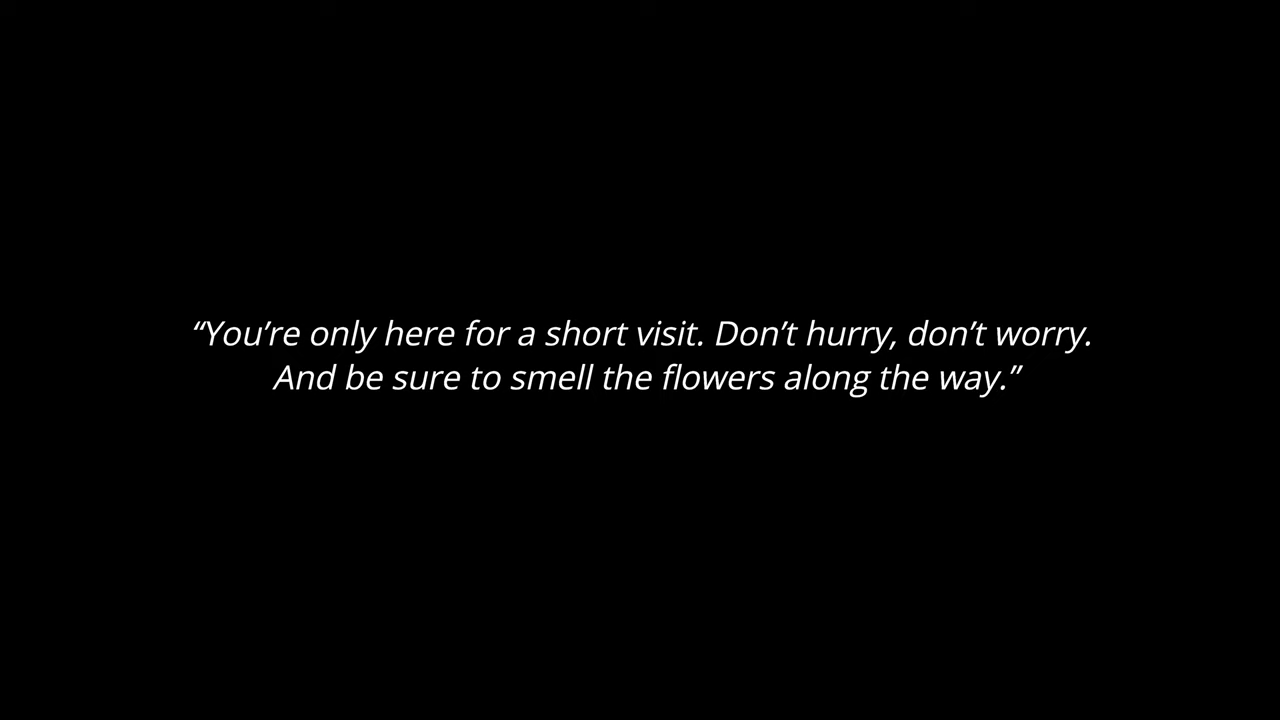 “You’re only here for a short visit. Don’t hurry, don’t worry.
And be sure to smell the flowers along the way.”